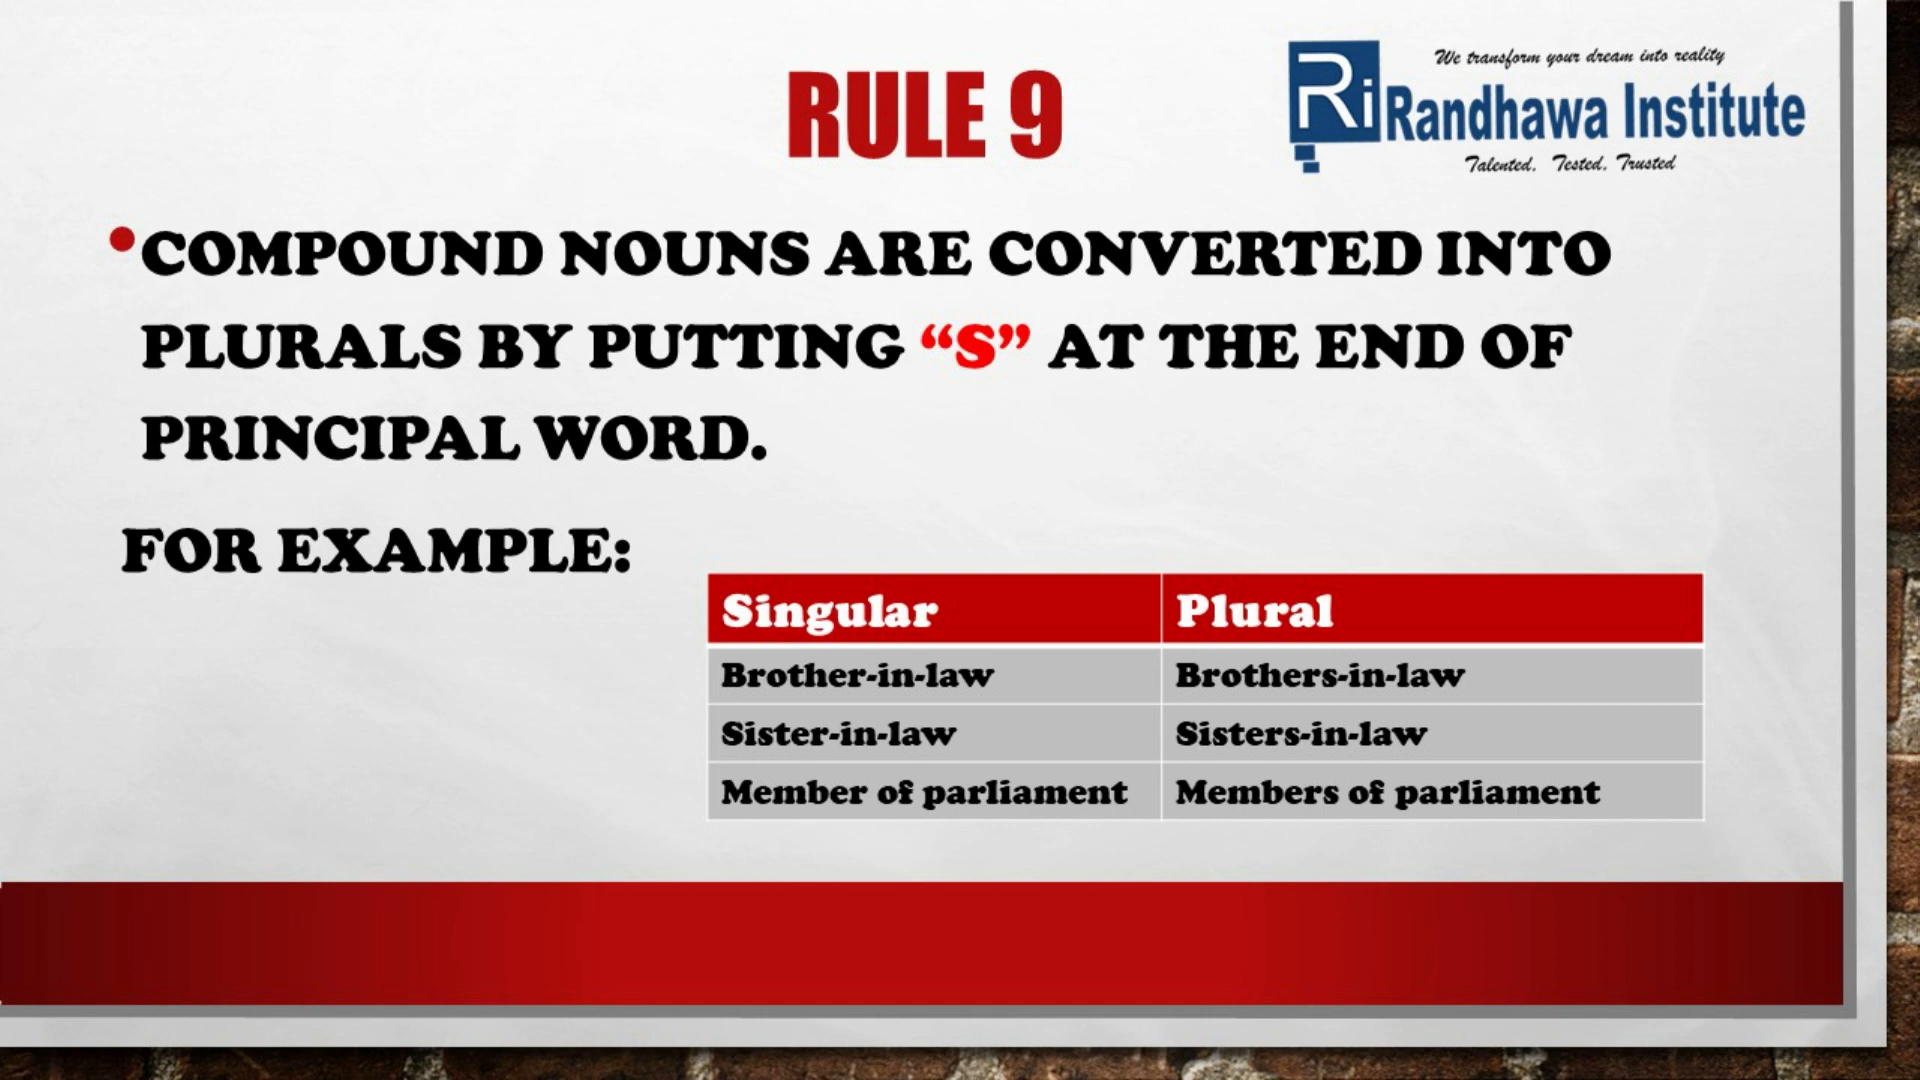 RULE 9
We transform your dream into reality
Ri Randhawa Institute
Talented. Tested. Trusted
•COMPOUND NOUNS ARE CONVERTED INTO
PLURALS BY PUTTING “S” AT THE END OF
PRINCIPAL WORD.
FOR EXAMPLE:
Singular Plural
Brother-in-law Brothers-in-law
Sister-in-law Sisters-in-law
Member of parliament Members of parliament